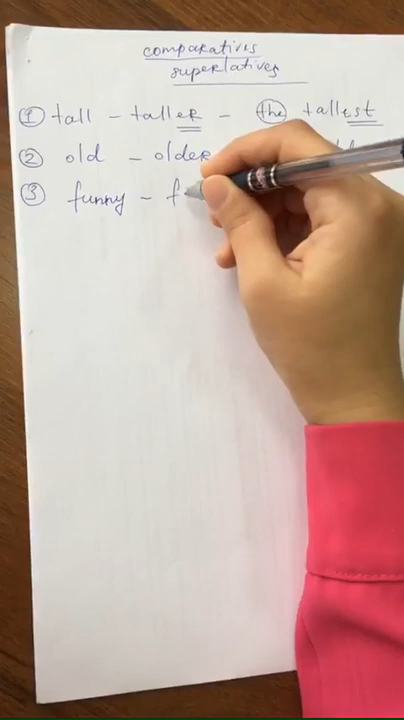 comparatives
superlatives
① tall - taller - the tallest
② old - older
③ funny - f